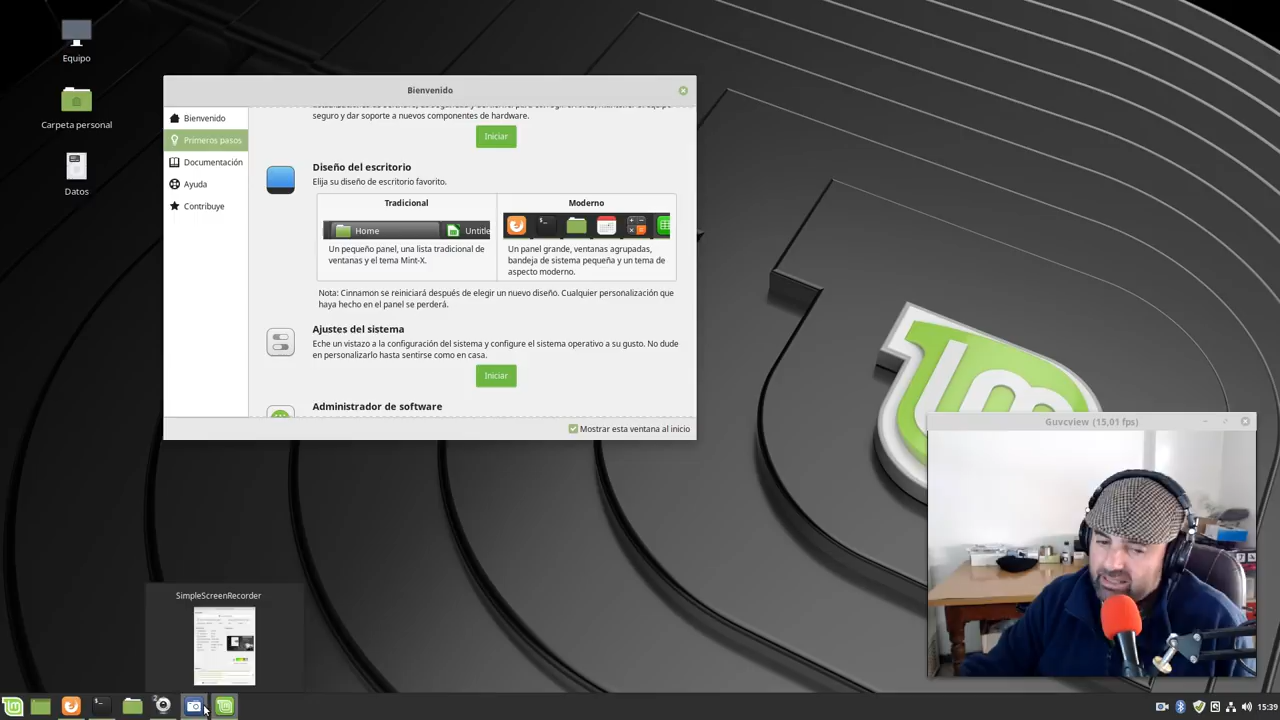 Equipo
Carpeta personal
Datos
Bienvenido
Bienvenido
Primeros pasos
Documentación
Ayuda
Contribuye
seguro y dar soporte a nuevos componentes de hardware.
Iniciar
Diseño del escritorio
Elija su diseño de escritorio favorito.
Tradicional
Moderno
Home
Untitle
Un pequeño panel, una lista tradicional de
ventanas y el tema Mint-X.
Un panel grande, ventanas agrupadas,
bandeja de sistema pequeña y un tema de
aspecto moderno.
Nota: Cinnamon se reiniciará después de elegir un nuevo diseño. Cualquier personalización que
haya hecho en el panel se perderá.
Ajustes del sistema
Eche un vistazo a la configuración del sistema y configure el sistema operativo a su gusto. No dude
en personalizarlo hasta sentirse como en casa.
Iniciar
Administrador de software
Mostrar esta ventana al inicio
Guvcview (15,01 fps)
SimpleScreenRecorder
2
15:39